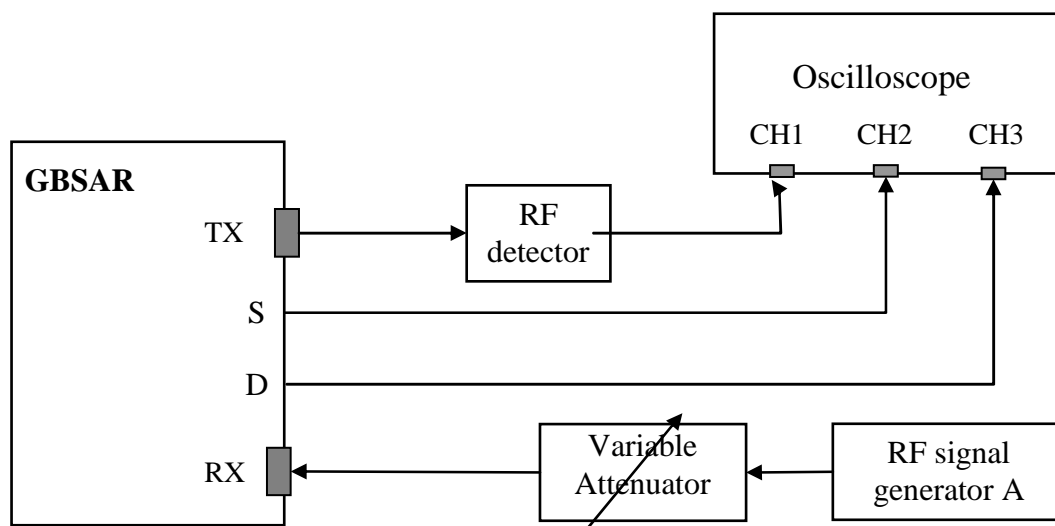 Oscilloscope
CH1 CH2 CH3
GBSAR
TX
RF
detector
S
D
RX
Variable
Attenuator
RF signal
generator A